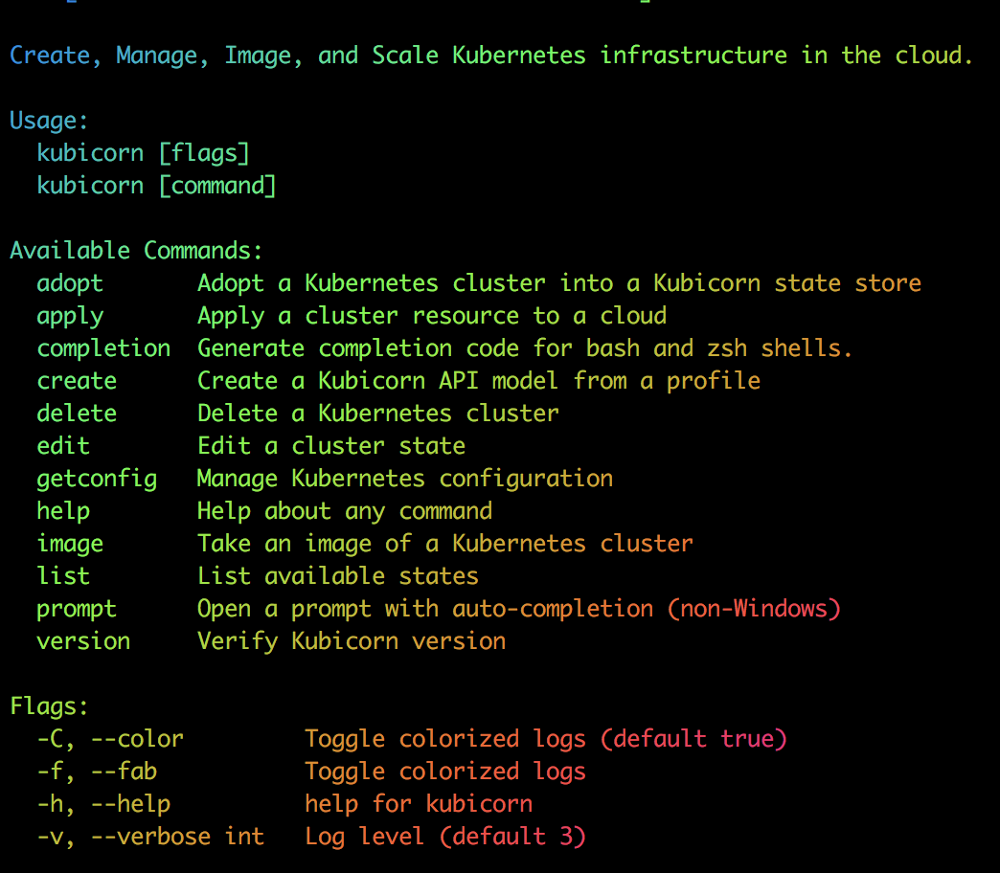 Create, Manage, Image, and Scale Kubernetes infrastructure in the cloud.
Usage:
kubicorn [flags]
kubicorn [command]
Available Commands:
adopt Adopt a Kubernetes cluster into a Kubicorn state store
apply Apply a cluster resource to a cloud
completion Generate completion code for bash and zsh shells.
create Create a Kubicorn API model from a profile
delete Delete a Kubernetes cluster
edit Edit a cluster state
getconfig Manage Kubernetes configuration
help Help about any command
image Take an image of a Kubernetes cluster
list List available states
prompt Open a prompt with auto-completion (non-Windows)
version Verify Kubicorn version
Flags:
-C, --color Toggle colorized logs (default true)
-f, --fab Toggle colorized logs
-h, --help help for kubicorn
-v, --verbose int Log level (default 3)